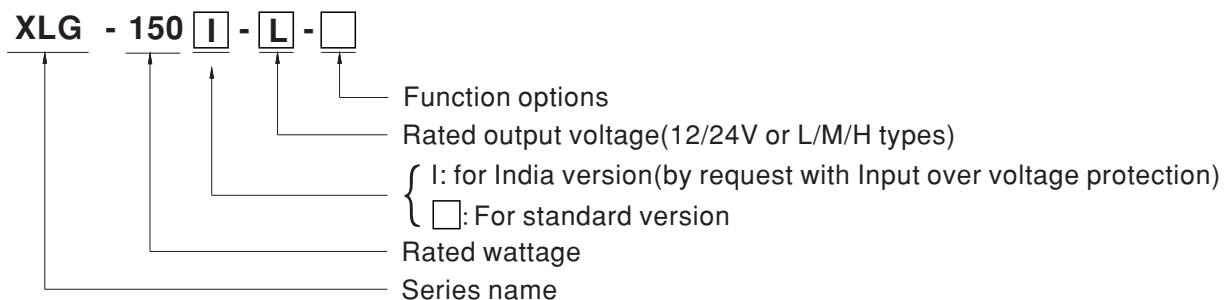 XLG - 150 I - L - □
Function options
Rated output voltage(12/24V or L/M/H types)
I: for India version(by request with Input over voltage protection)
□: For standard version
Rated wattage
Series name